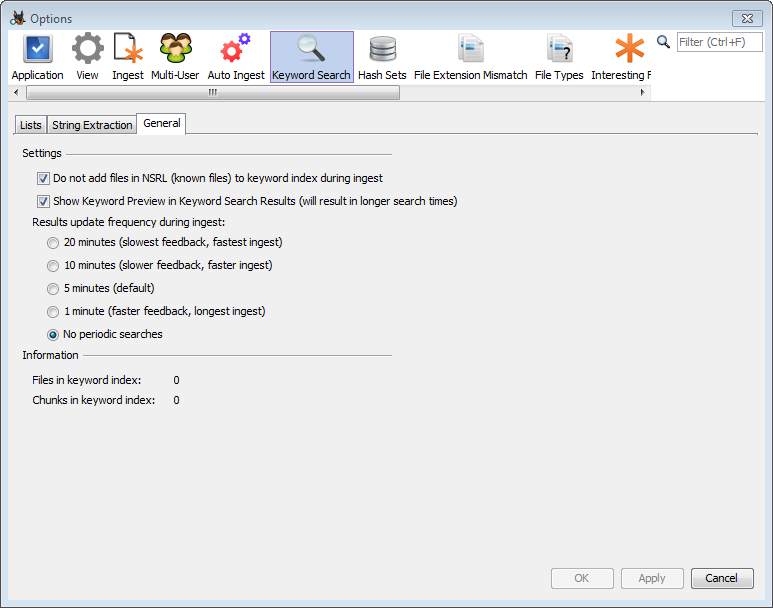 Options
Filter (Ctrl+F)
Application View Ingest Multi-User Auto Ingest Keyword Search Hash Sets File Extension Mismatch File Types Interesting F
Lists String Extraction General
Settings
Do not add files in NSRL (known files) to keyword index during ingest
Show Keyword Preview in Keyword Search Results (will result in longer search times)
Results update frequency during ingest:
20 minutes (slowest feedback, fastest ingest)
10 minutes (slower feedback, faster ingest)
5 minutes (default)
1 minute (faster feedback, longest ingest)
No periodic searches
Information
Files in keyword index: 0
Chunks in keyword index: 0
OK Apply Cancel